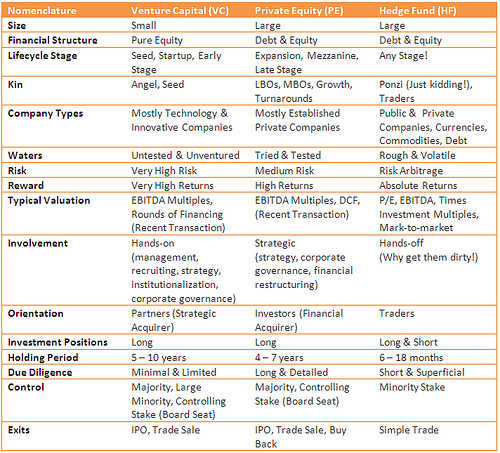 Nomenclature Venture Capital (VC) Private Equity (PE) Hedge Fund (HF)
Size Small Large Large
Financial Structure Pure Equity Debt & Equity Debt & Equity
Lifecycle Stage Seed, Startup, Early Expansion, Mezzanine, Any Stage!
Stage Late Stage
Kin Angel, Seed LBOs, MBOs, Growth, Ponzi (Just kidding!),
Turnarounds Traders
Company Types Mostly Technology & Mostly Established Public & Private
Innovative Companies Private Companies Companies, Currencies,
Commodities, Debt
Waters Untested & Unventured Tried & Tested Rough & Volatile
Risk Very High Risk Medium Risk Risk Arbitrage
Reward Very High Returns High Returns Absolute Returns
Typical Valuation EBITDA Multiples, EBITDA Multiples, DCF, P/E, EBITDA, Times
Rounds of Financing (Recent Transaction) Investment Multiples,
(Recent Transaction) Mark-to-market
Involvement Hands-on Strategic Hands-off
(management, (strategy, corporate (Why get them dirty!)
recruiting, strategy, governance, financial
institutionalization, restructuring)
corporate governance)
Orientation Partners (Strategic Investors (Financial Traders
Acquirer) Acquirer)
Investment Positions Long Long Long & Short
Holding Period 5 – 10 years 4 – 7 years 6 – 18 months
Due Diligence Minimal & Limited Long & Detailed Short & Superficial
Control Majority, Large Majority, Controlling Minority Stake
Minority, Controlling Stake (Board Seat)
Stake (Board Seat)
Exits IPO, Trade Sale IPO, Trade Sale, Buy Simple Trade
Back